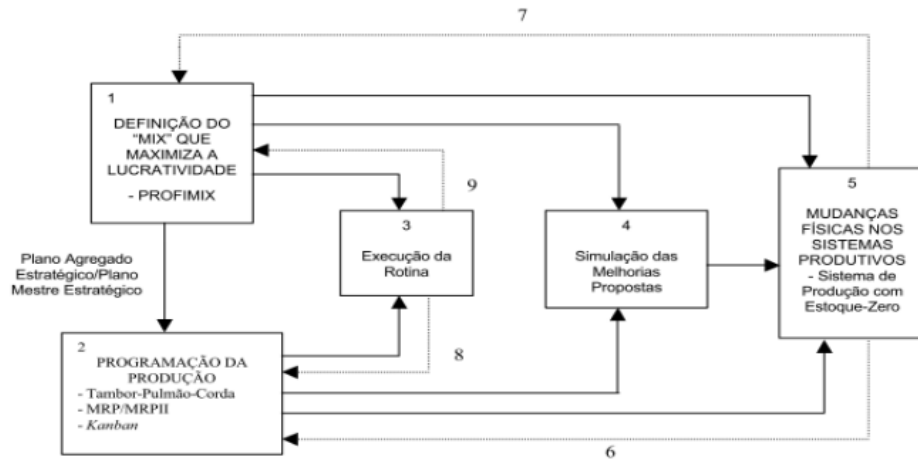 7
1
DEFINIÇÃO DO
“MIX” QUE
MAXIMIZA A
LUCRATIVIDADE
- PROFIMIX
9
5
MUDANÇAS
FÍSICAS NOS
SISTEMAS
PRODUTIVOS
- Sistema de
Produção com
Estoque-Zero
3
Execução da
Rotina
4
Simulação das
Melhorias
Propostas
Plano Agregado
Estratégico/Plano
Mestre Estratégico
8
2
PROGRAMAÇÃO DA
PRODUÇÃO
- Tambor-Pulmão-Corda
- MRP/MRPII
- Kanban
6